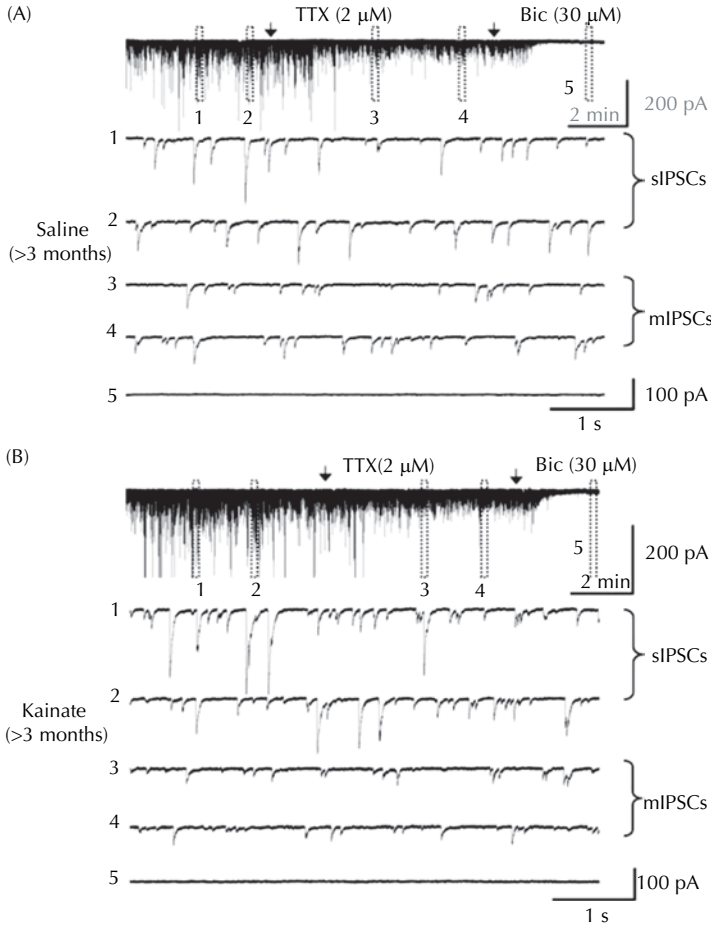 (A)
TTX (2 μM)
Bic (30 μM)
5
2 min
200 pA
1 2 3 4
1
sIPSCs
2
Saline
(>3 months)
3
mIPSCs
4
5
100 pA
1 s
(B)
TTX(2 μM)
Bic (30 μM)
5
200 pA
2 min
1 2 3 4
1
sIPSCs
2
Kainate
(>3 months)
3
mIPSCs
4
5
100 pA
1 s